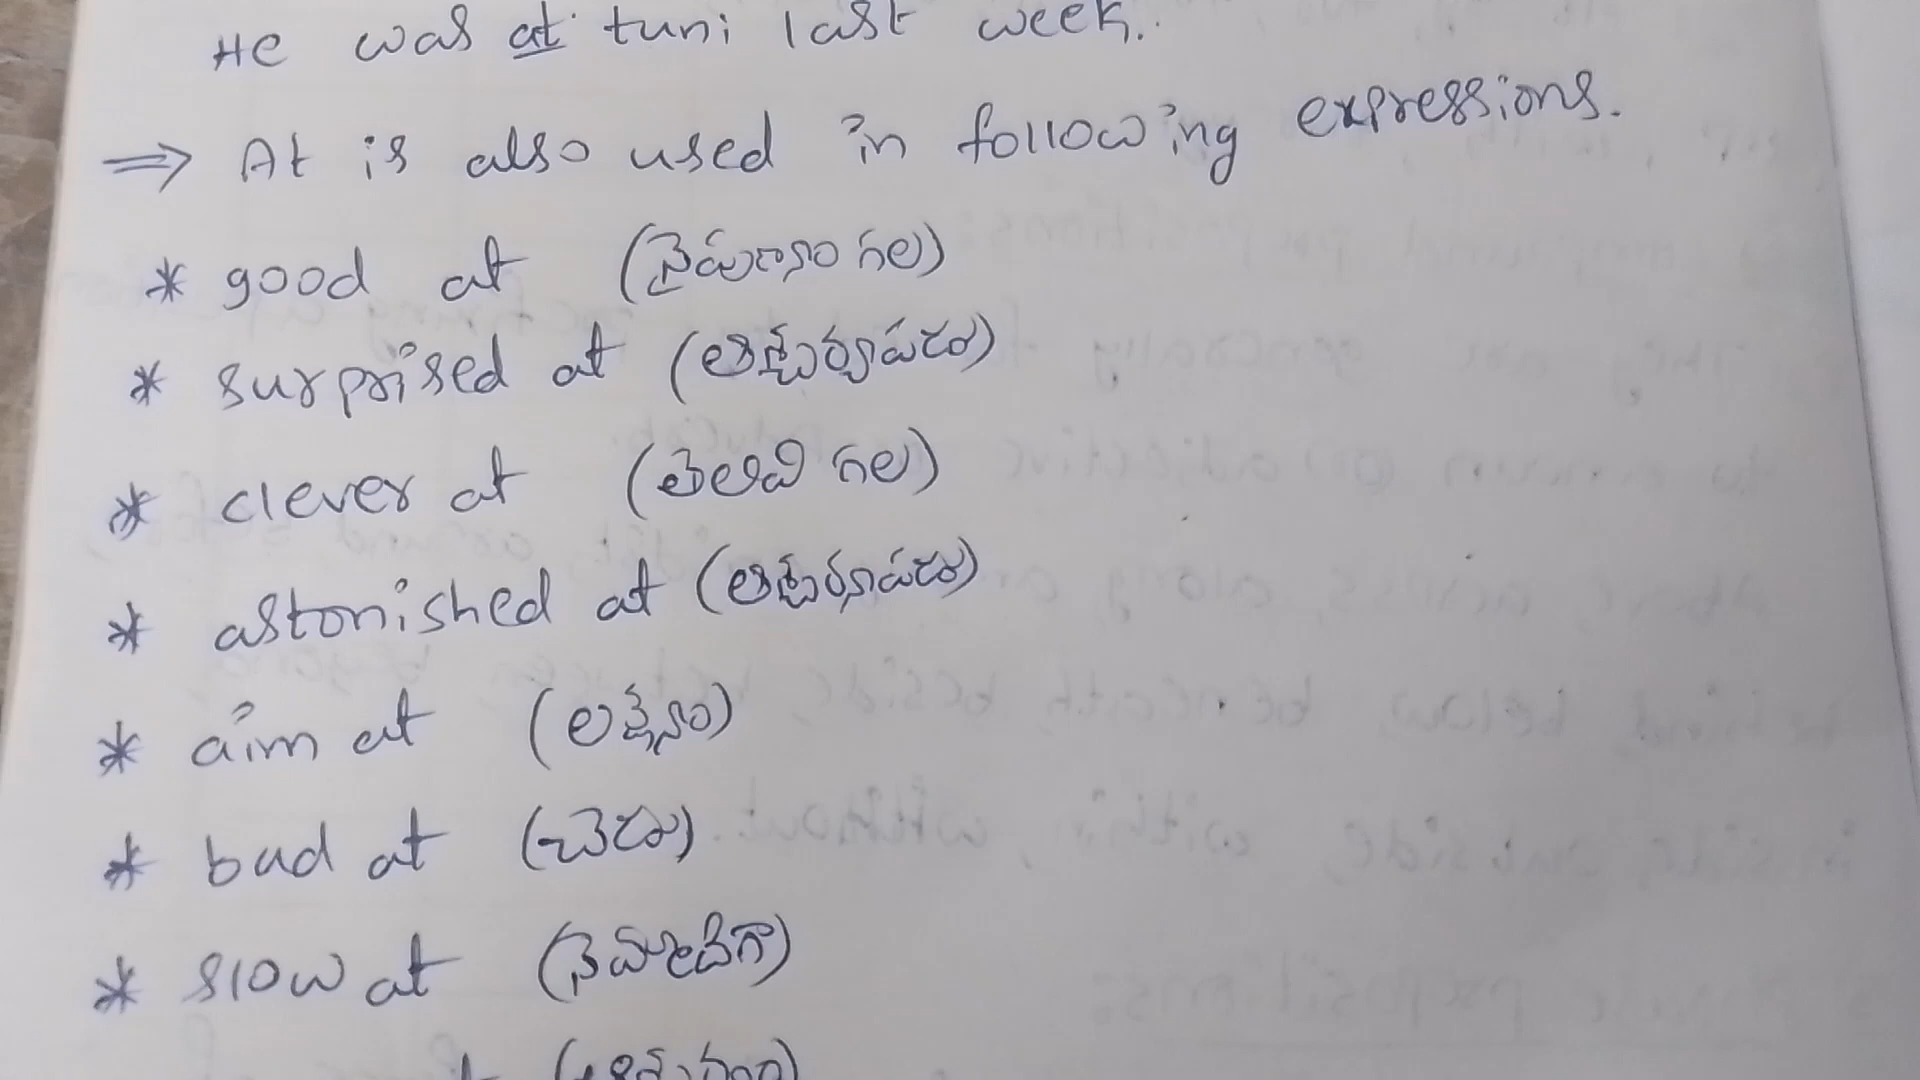 He was at tuni last week.
⇒ At is also used in following expressions.
* good at (నైపుణ్యం గల)
* surprised at (ఆశ్చర్యపడు)
* clever at (తెలివి గల)
* astonished at (ఆశ్చర్యపడు)
* aim at (లక్ష్యం)
* bad at (చెడు)
* slow at (నెమ్మదిగా)